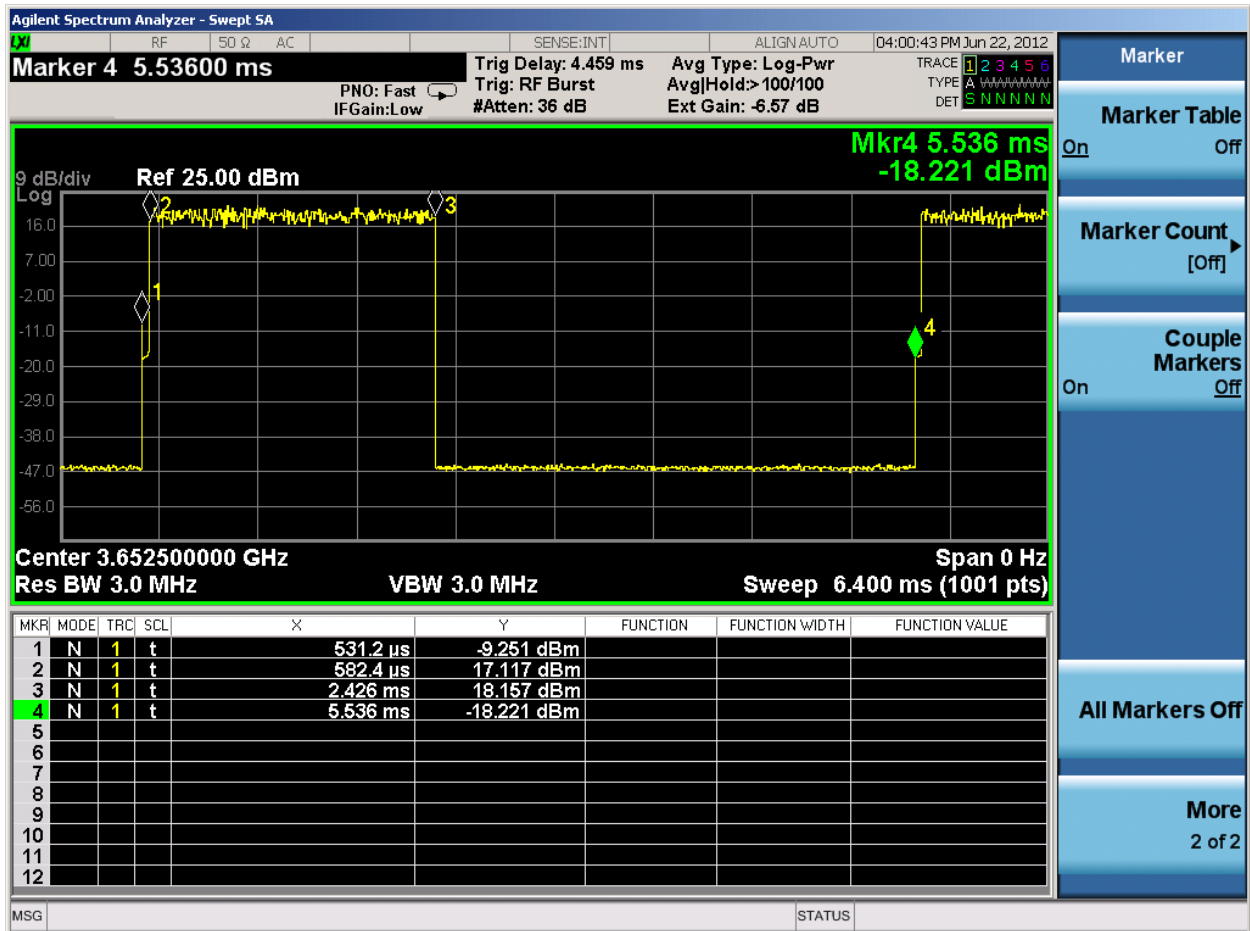 Agilent Spectrum Analyzer - Swept SA
LXI RF 50 Ω AC SENSE:INT ALIGN AUTO 04:00:43 PM Jun 22, 2012
Marker 4 5.53600 ms
PNO: Fast
IFGain:Low
Trig Delay: 4.459 ms
Trig: RF Burst
#Atten: 36 dB
Avg Type: Log-Pwr
Avg|Hold:> 100/100
Ext Gain: -6.57 dB
TRACE 1 2 3 4 5 6
TYPE A
DET S N N N N N
Mkr4 5.536 ms
-18.221 dBm
9 dB/div Ref 25.00 dBm
Log
16.0
7.00
-2.00
-11.0
-20.0
-29.0
-38.0
-47.0
-56.0
2
3
1
4
Center 3.652500000 GHz Span 0 Hz
Res BW 3.0 MHz VBW 3.0 MHz Sweep 6.400 ms (1001 pts)
MKR MODE TRC SCL X Y FUNCTION FUNCTION WIDTH FUNCTION VALUE
1 N 1 t 531.2 µs -9.251 dBm
2 N 1 t 582.4 µs 17.117 dBm
3 N 1 t 2.426 ms 18.157 dBm
4 N 1 t 5.536 ms -18.221 dBm
5
6
7
8
9
10
11
12
MSG STATUS
Marker
Marker Table
On Off
Marker Count
[Off]
Couple
Markers
On Off
All Markers Off
More
2 of 2